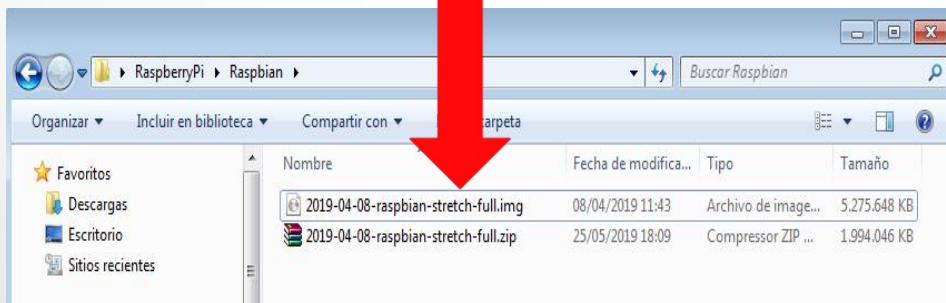 RaspberryPi Raspbian Buscar Raspbian
Organizar Incluir en biblioteca Compartir con carpeta
Favoritos Nombre Fecha de modifica... Tipo Tamaño
Descargas 2019-04-08-raspbian-stretch-full.img 08/04/2019 11:43 Archivo de image... 5.275.648 KB
Escritorio 2019-04-08-raspbian-stretch-full.zip 25/05/2019 18:09 Compressor ZIP ... 1.994.046 KB
Sitios recientes